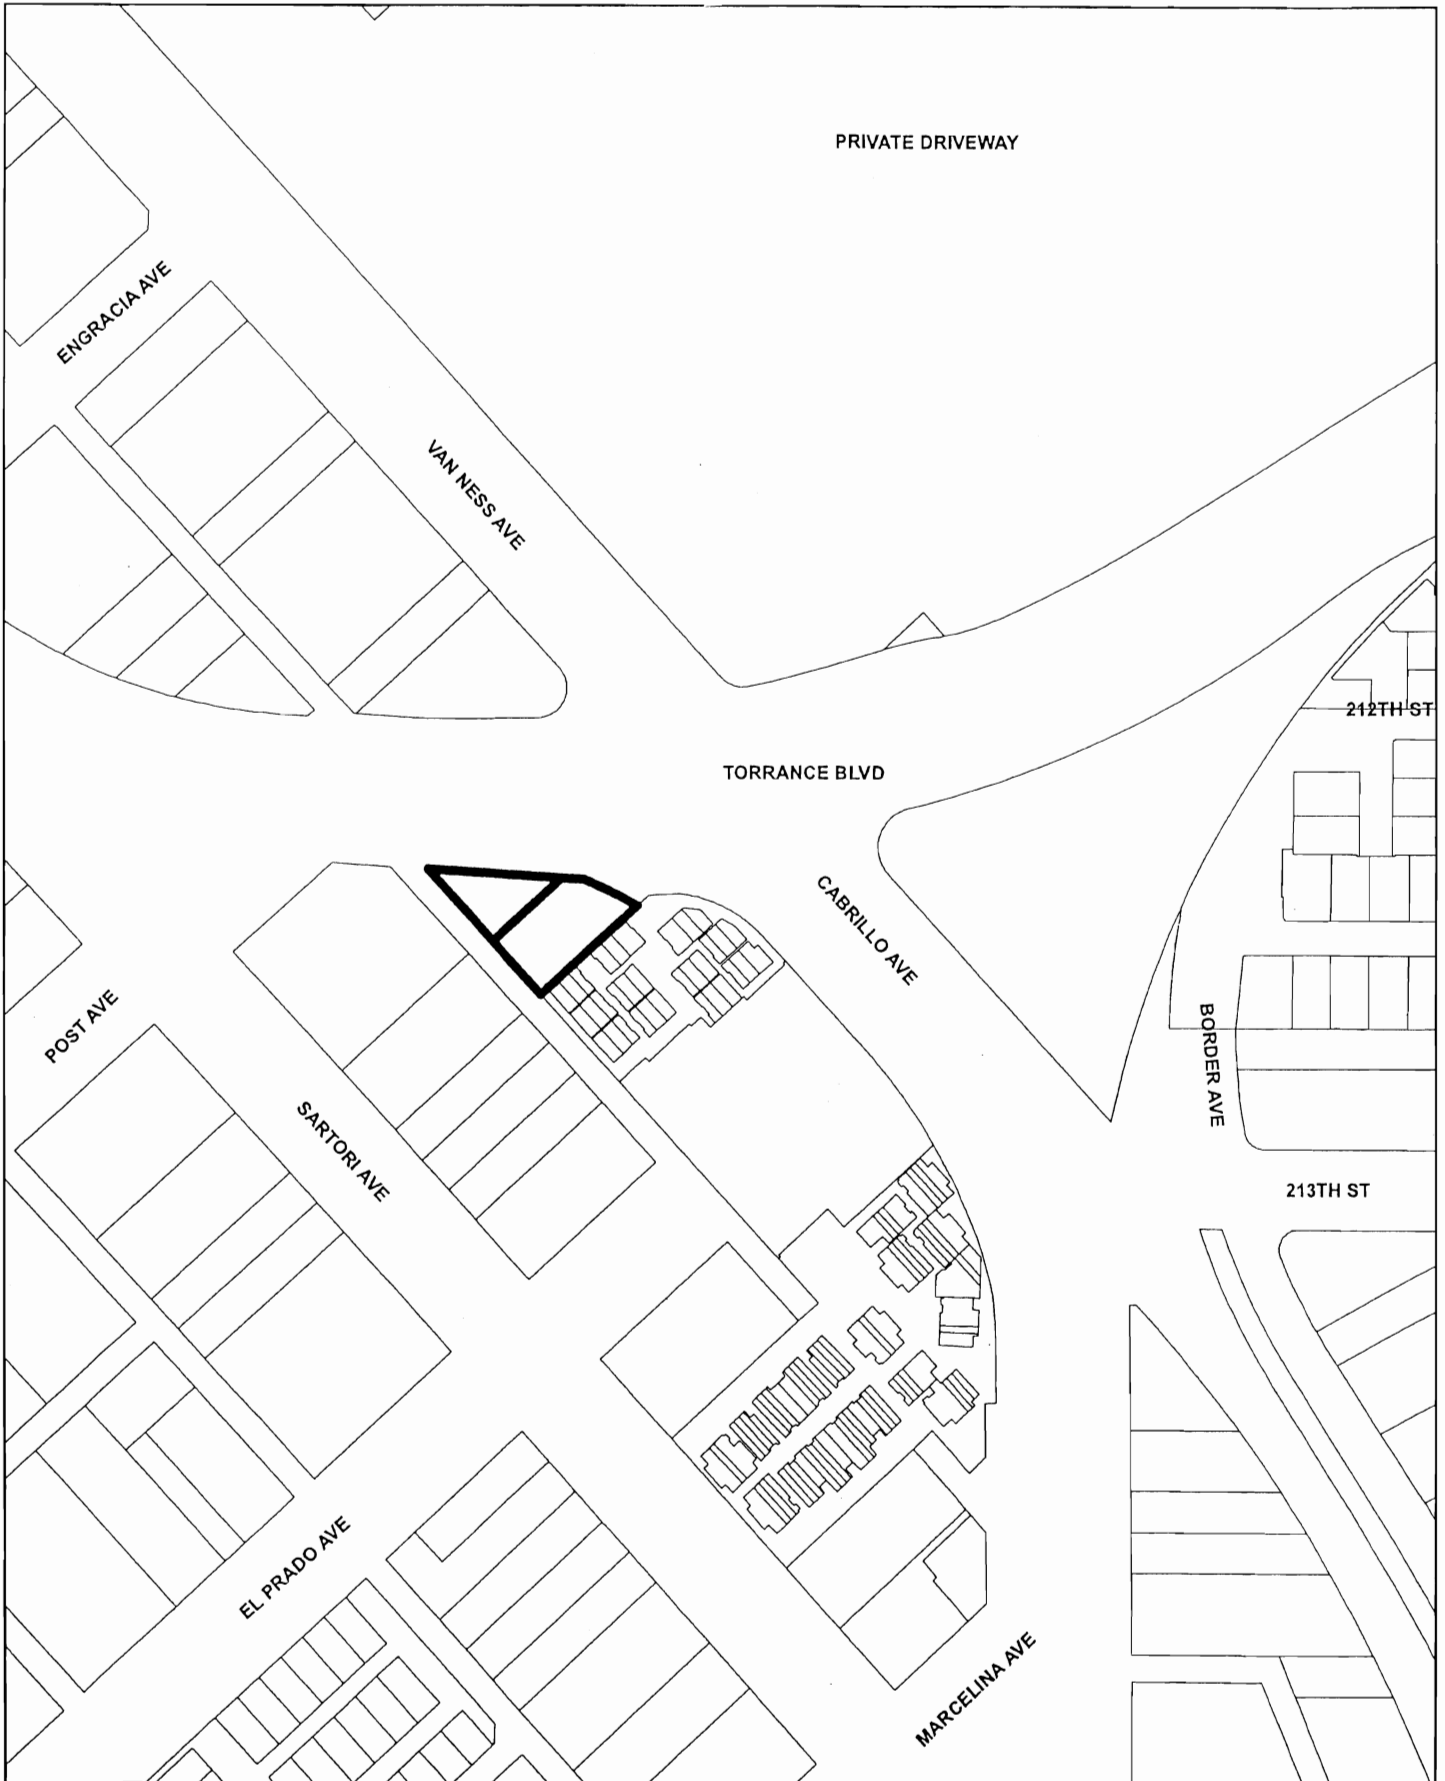 PRIVATE DRIVEWAY
ENGRACIA AVE
VAN NESS AVE
212TH ST
TORRANCE BLVD
CABRILLO AVE
POST AVE
BORDER AVE
SARTORI AVE
213TH ST
EL PRADO AVE
MARCELINA AVE